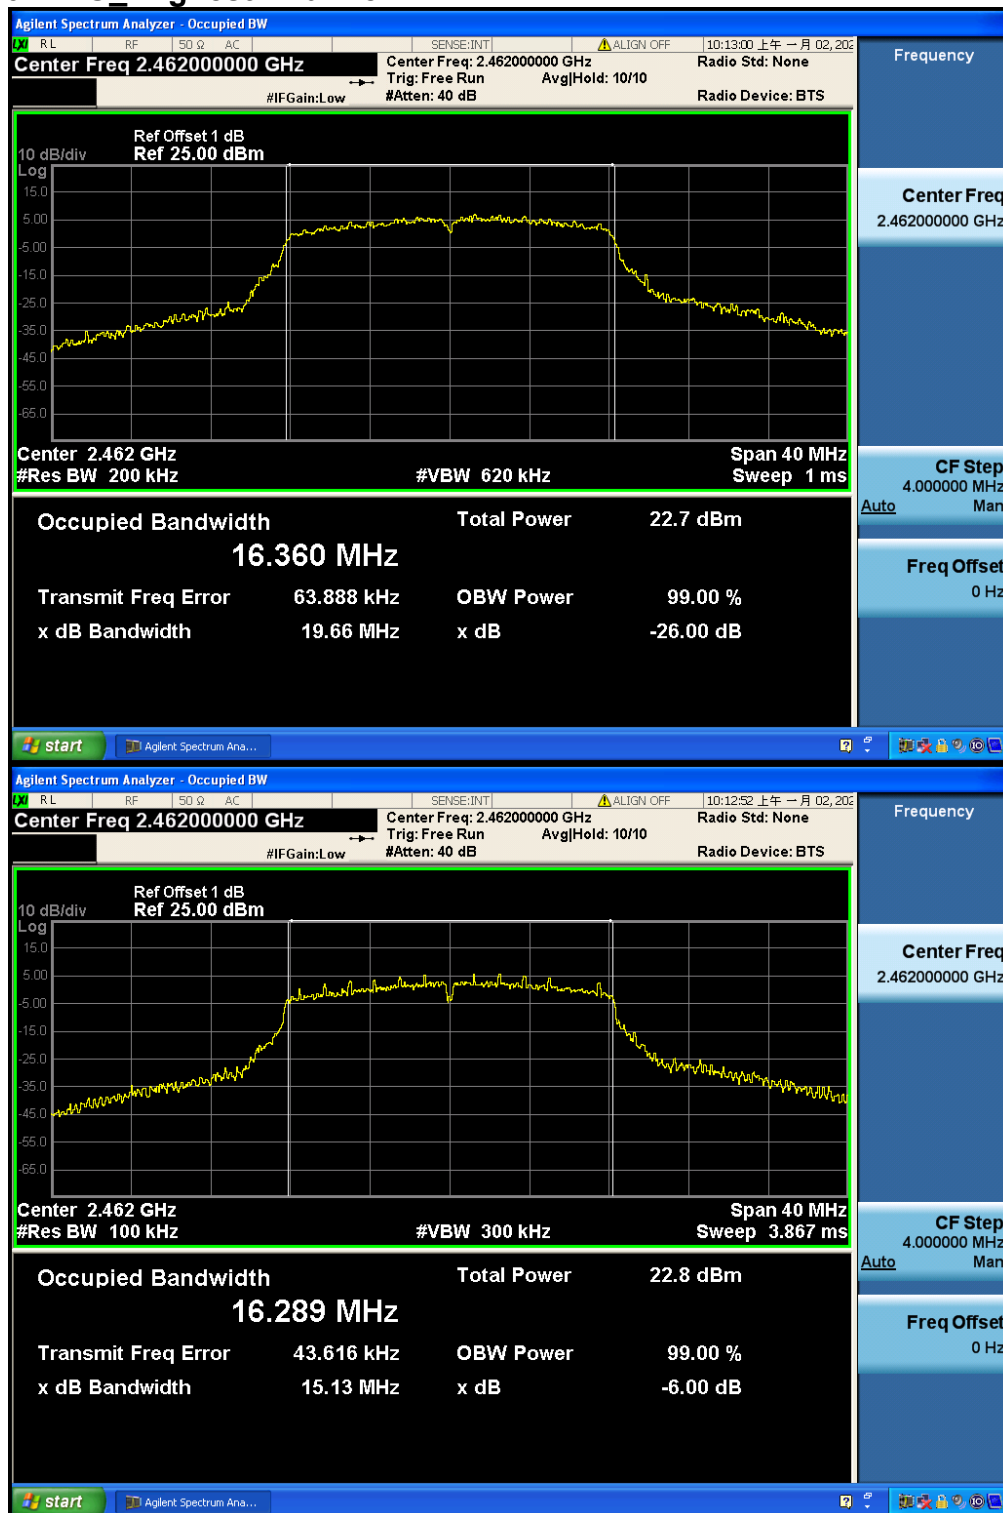 Agilent Spectrum Analyzer - Occupied BW
LXI RL RF 50 Ω AC SENSE:INT ALIGN OFF 10:13:00 上午 一月 02, 202
Center Freq 2.462000000 GHz
Center Freq: 2.462000000 GHz
Radio Std: None
Trig: Free Run Avg|Hold: 10/10
#IFGain:Low #Atten: 40 dB Radio Device: BTS
Frequency
Ref Offset 1 dB
10 dB/div Ref 25.00 dBm
Log
15.0
5.00
-5.00
-15.0
-25.0
-35.0
-45.0
-55.0
-65.0
Center 2.462 GHz Span 40 MHz
#Res BW 200 kHz #VBW 620 kHz Sweep 1 ms
Center Freq
2.462000000 GHz
CF Step
4.000000 MHz
Auto Man
Freq Offset
0 Hz
Occupied Bandwidth Total Power 22.7 dBm
16.360 MHz
Transmit Freq Error 63.888 kHz OBW Power 99.00 %
x dB Bandwidth 19.66 MHz x dB -26.00 dB
start Agilent Spectrum Ana...
Agilent Spectrum Analyzer - Occupied BW
LXI RL RF 50 Ω AC SENSE:INT ALIGN OFF 10:12:52 上午 一月 02, 202
Center Freq 2.462000000 GHz
Center Freq: 2.462000000 GHz
Radio Std: None
Trig: Free Run Avg|Hold: 10/10
#IFGain:Low #Atten: 40 dB Radio Device: BTS
Frequency
Ref Offset 1 dB
10 dB/div Ref 25.00 dBm
Log
15.0
5.00
-5.00
-15.0
-25.0
-35.0
-45.0
-55.0
-65.0
Center 2.462 GHz Span 40 MHz
#Res BW 100 kHz #VBW 300 kHz Sweep 3.867 ms
Center Freq
2.462000000 GHz
CF Step
4.000000 MHz
Auto Man
Freq Offset
0 Hz
Occupied Bandwidth Total Power 22.8 dBm
16.289 MHz
Transmit Freq Error 43.616 kHz OBW Power 99.00 %
x dB Bandwidth 15.13 MHz x dB -6.00 dB
start Agilent Spectrum Ana...